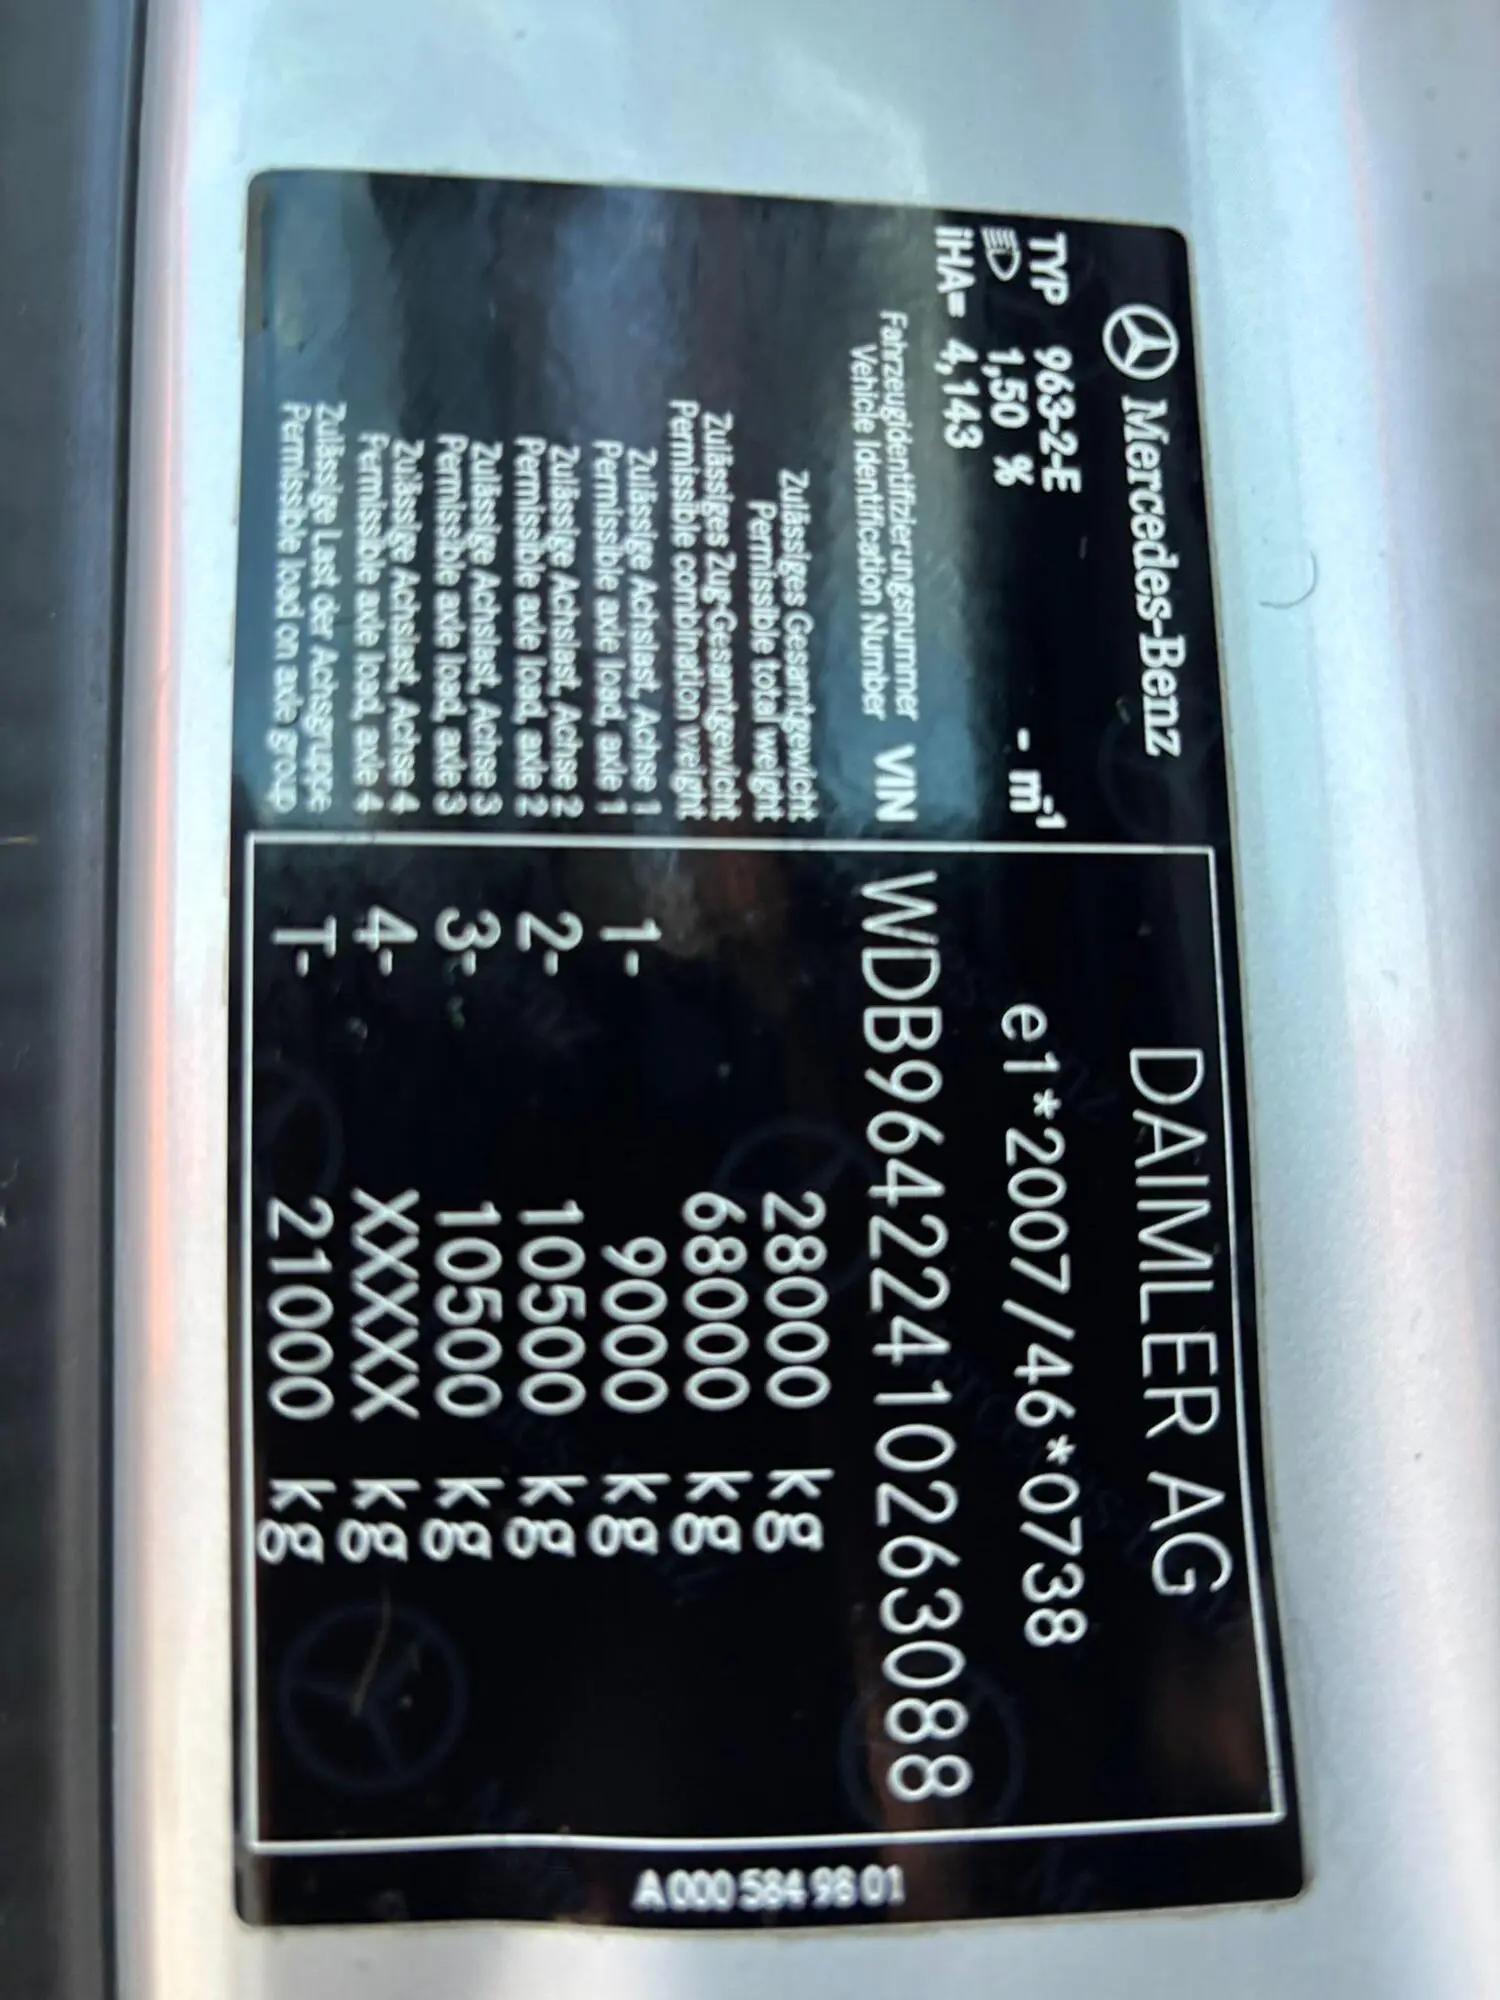 Mercedes-Benz
DAIMLER AG
TYP 963-2-E
1,50 %
- m⁻¹
e1*2007/46*0738
iHA= 4,143
Fahrzeugidentifizierungsnummer
Vehicle Identification Number
VIN
WDB96422410263088
Zulässiges Gesamtgewicht
Permissible total weight
28000 kg
Zulässiges Zug-Gesamtgewicht
Permissible combination weight
68000 kg
Zulässige Achslast, Achse 1
Permissible axle load, axle 1
1- 9000 kg
Zulässige Achslast, Achse 2
Permissible axle load, axle 2
2- 10500 kg
Zulässige Achslast, Achse 3
Permissible axle load, axle 3
3- 10500 kg
Zulässige Achslast, Achse 4
Permissible axle load, axle 4
4- XXXXX kg
Zulässige Last der Achsgruppe
Permissible load on axle group
T- 21000 kg
A 000 584 98 01